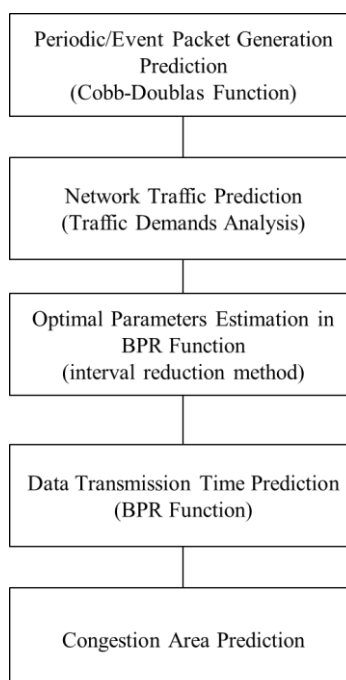 Periodic/Event Packet Generation
Prediction
(Cobb-Doublas Function)
Network Traffic Prediction
(Traffic Demands Analysis)
Optimal Parameters Estimation in
BPR Function
(interval reduction method)
Data Transmission Time Prediction
(BPR Function)
Congestion Area Prediction